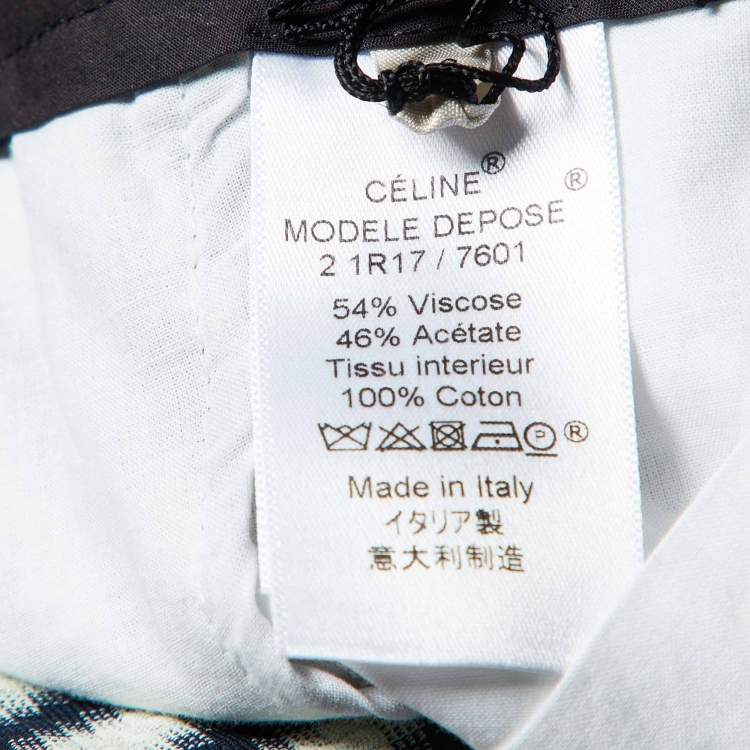 CÉLINE®
MODELE DEPOSE ®
2 1R17 / 7601
54% Viscose
46% Acétate
Tissu interieur
100% Coton
P ®
Made in Italy
イタリア製
意大利制造